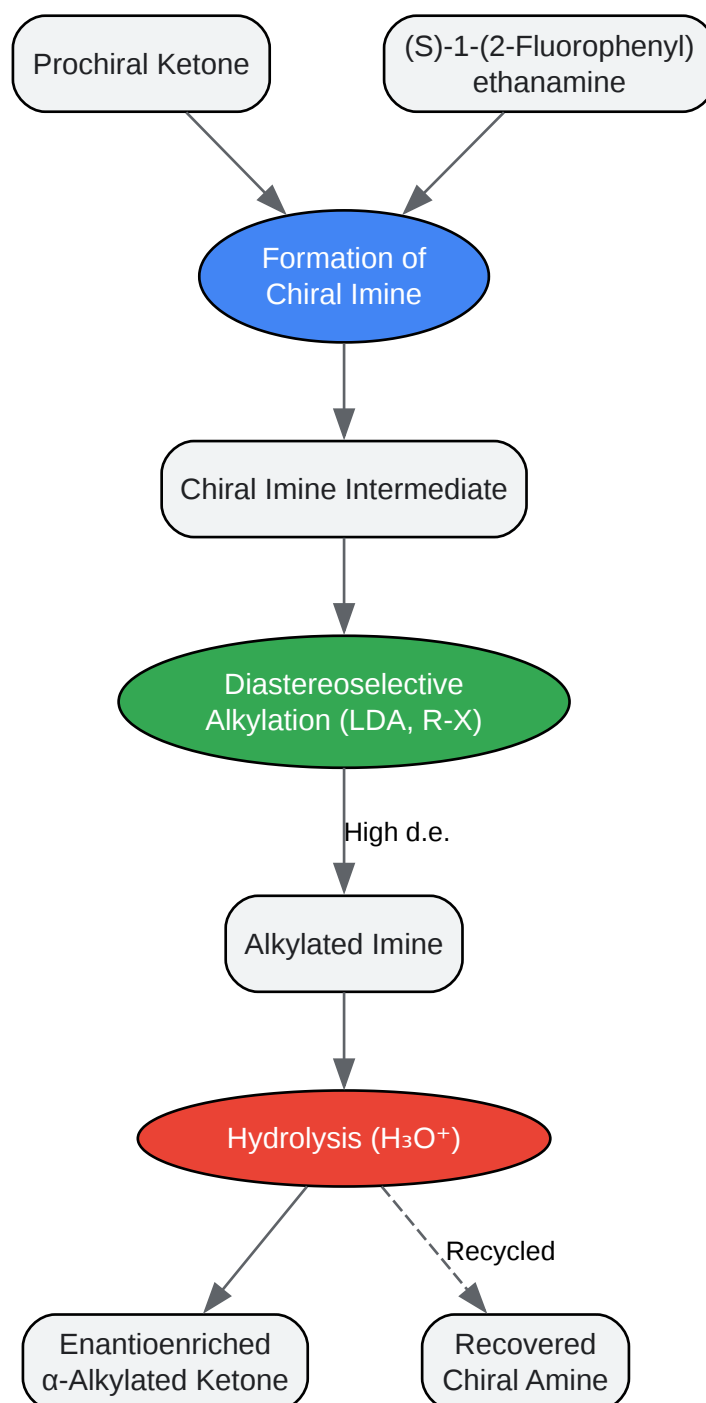 Prochiral Ketone
(S)-1-(2-Fluorophenyl)
ethanamine
Formation of
Chiral Imine
Chiral Imine Intermediate
Diastereoselective
Alkylation (LDA, R-X)
High d.e.
Alkylated Imine
Hydrolysis (H₃O⁺)
Recycled
Enantioenriched
α-Alkylated Ketone
Recovered
Chiral Amine